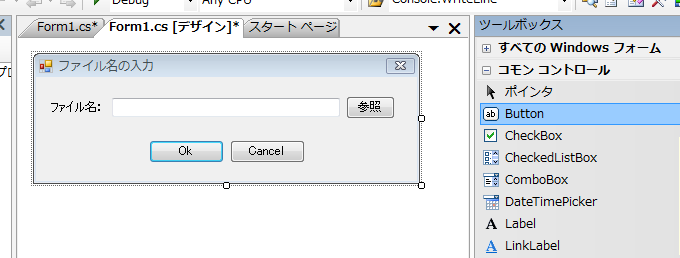 Debug Any CPU Console.WriteLine
Form1.cs* Form1.cs [デザイン]* スタート ページ
ファイル名の入力
ファイル名: 参照
Ok Cancel
ツールボックス
すべての Windows フォーム
コモン コントロール
ポインタ
ab Button
CheckBox
CheckedListBox
ComboBox
DateTimePicker
A Label
A LinkLabel